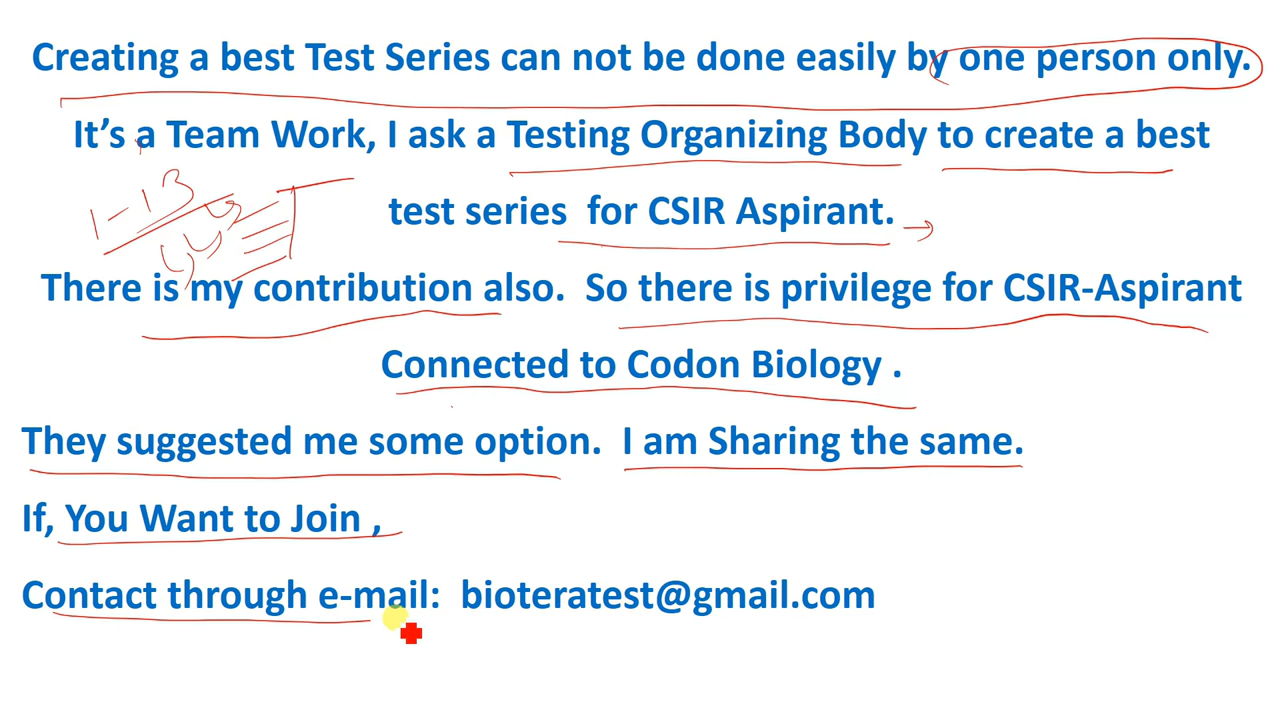 Creating a best Test Series can not be done easily by one person only.
It's a Team Work, I ask a Testing Organizing Body to create a best
test series for CSIR Aspirant.
1-13
There is my contribution also. So there is privilege for CSIR-Aspirant
Connected to Codon Biology .
They suggested me some option. I am Sharing the same.
If, You Want to Join ,
Contact through e-mail: bioteratest@gmail.com